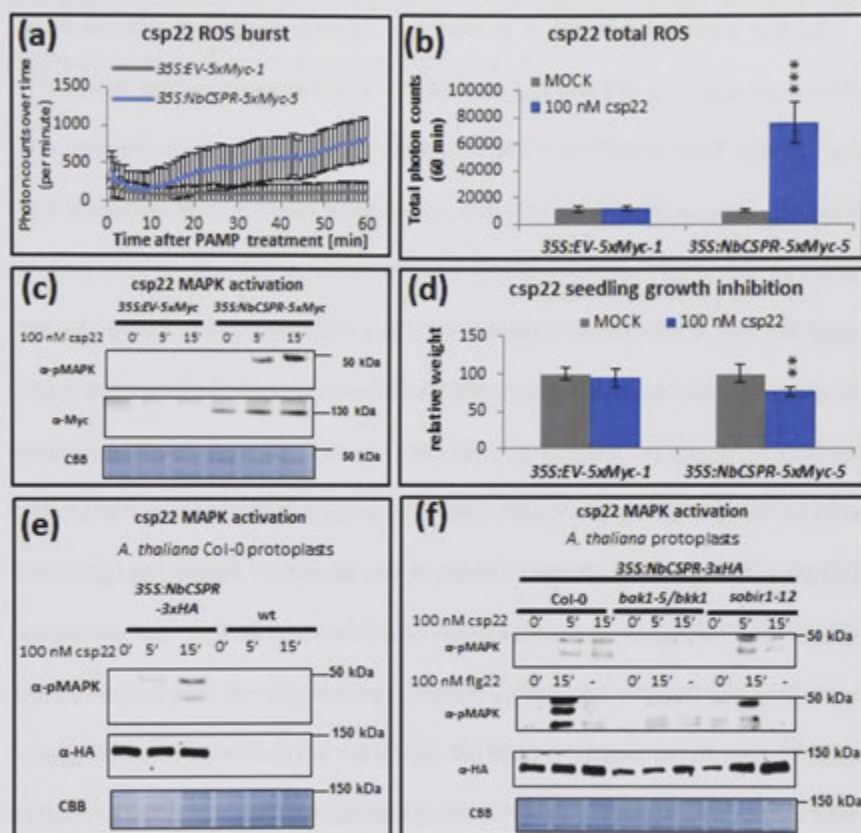 (a)
csp22 ROS burst
Photon counts over time
(per minute)
1500
1000
500
0
35S:EV-5xMyc-1
35S:NbCSPR-5xMyc-5
0 10 20 30 40 50 60
Time after PAMP treatment [min]
(b)
csp22 total ROS
Total photon counts
(60 min)
100000
80000
60000
40000
20000
0
MOCK
100 nM csp22
****
35S:EV-5xMyc-1 35S:NbCSPR-5xMyc-5
(c)
csp22 MAPK activation
35S:EV-5xMyc 35S:NbCSPR-5xMyc
100 nM csp22 0' 5' 15' 0' 5' 15'
α-pMAPK 50 kDa
α-Myc 130 kDa
CBB 50 kDa
(d)
csp22 seedling growth inhibition
MOCK 100 nM csp22
relative weight
150
100
50
0
**
35S:EV-5xMyc-1 35S:NbCSPR-5xMyc-5
(e)
csp22 MAPK activation
A. thaliana Col-0 protoplasts
35S:NbCSPR
-3xHA wt
100 nM csp22 0' 5' 15' 0' 5' 15'
α-pMAPK 50 kDa
α-HA 150 kDa
CBB 150 kDa
(f)
csp22 MAPK activation
A. thaliana protoplasts
35S:NbCSPR-3xHA
Col-0 bak1-5/bkk1 sobir1-12
100 nM csp22 0' 5' 15' 0' 5' 15' 0' 5' 15'
α-pMAPK 50 kDa
100 nM flg22 0' 15' - 0' 15' - 0' 15' -
α-pMAPK 50 kDa
α-HA 150 kDa
CBB 150 kDa